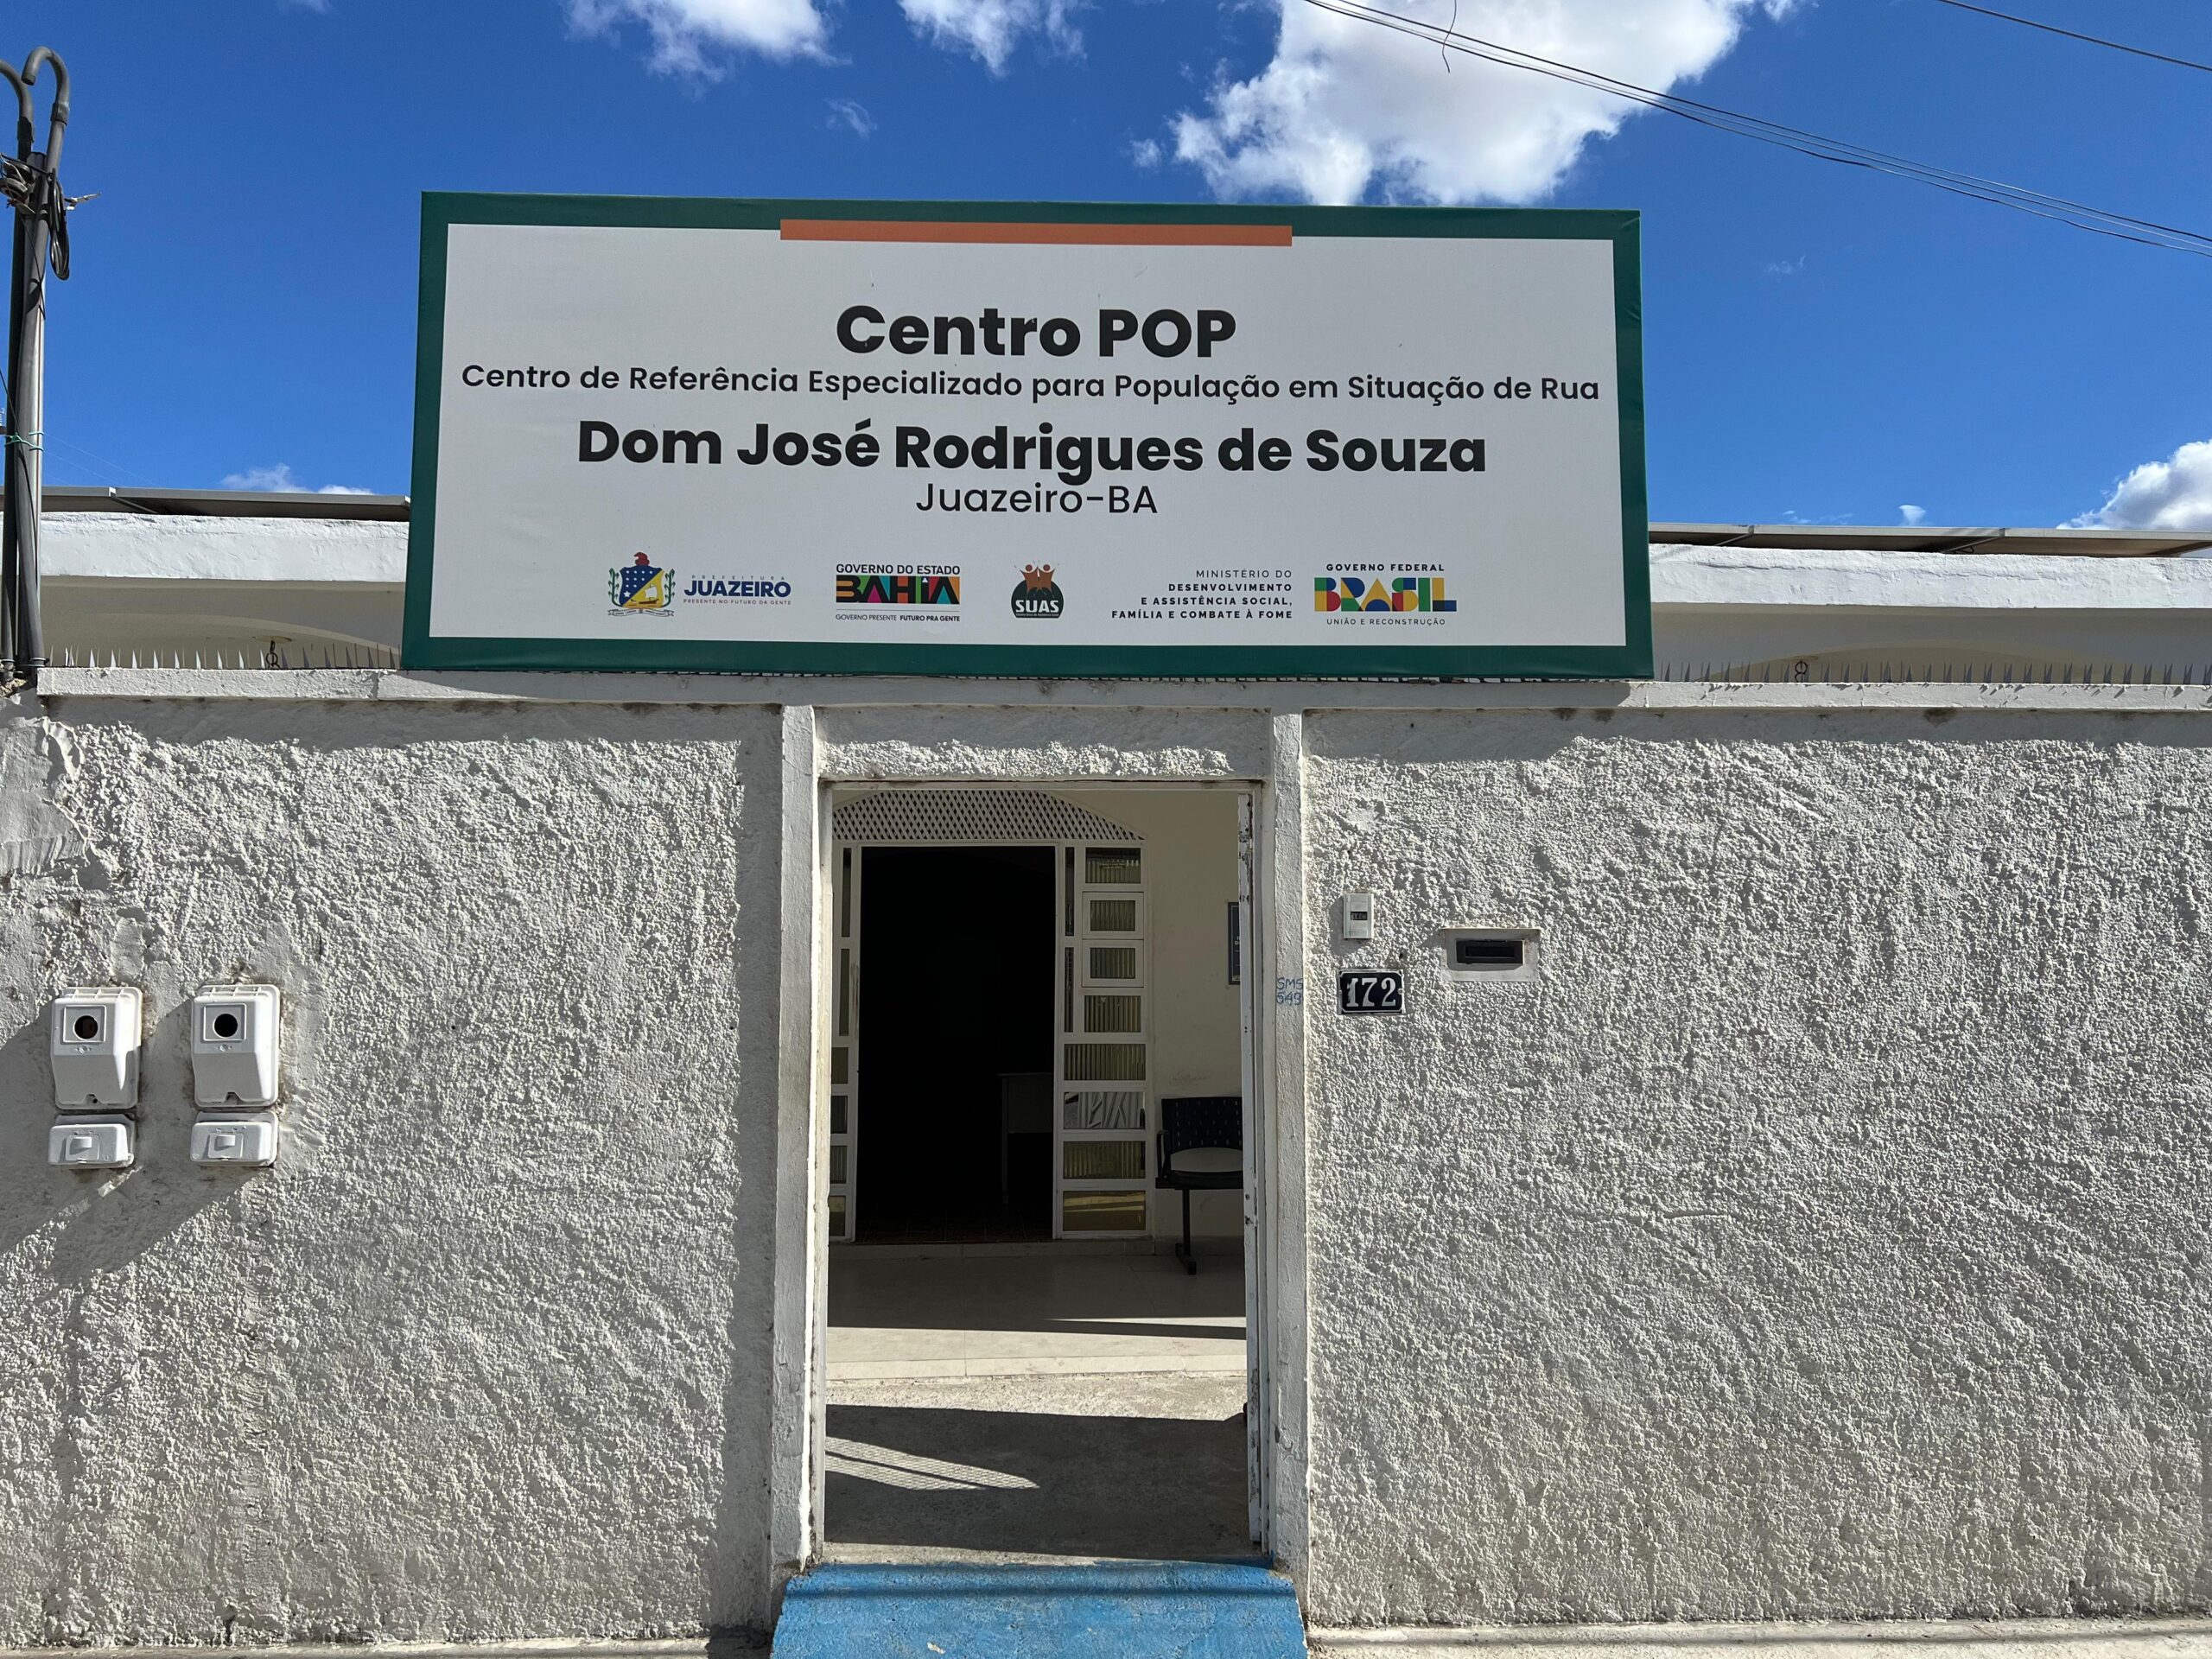 Centro POP
Centro de Referência Especializado para População em Situação de Rua
Dom José Rodrigues de Souza
Juazeiro-BA
PREFEITURA
JUAZEIRO
PRESENTE NO FUTURO DA GENTE
GOVERNO DO ESTADO
BAHIA
GOVERNO PRESENTE FUTURO PRA GENTE
SUAS
MINISTÉRIO DO
DESENVOLVIMENTO
E ASSISTÊNCIA SOCIAL,
FAMÍLIA E COMBATE À FOME
GOVERNO FEDERAL
BRASIL
UNIÃO E RECONSTRUÇÃO
SMS
549
172